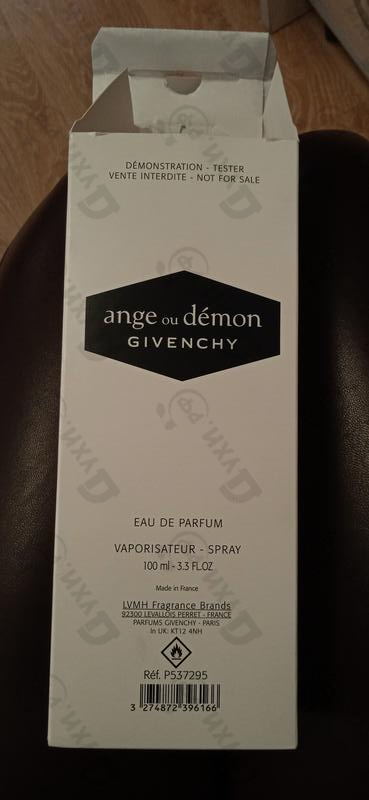 DÉMONSTRATION - TESTER
VENTE INTERDITE - NOT FOR SALE
ange ou démon
GIVENCHY
EAU DE PARFUM
VAPORISATEUR - SPRAY
100 ml - 3.3 FL.OZ
Made in France
LVMH Fragrance Brands
92300 LEVALLOIS PERRET - FRANCE
PARFUMS GIVENCHY - PARIS
In UK: KT12 4NH
Réf. P537295
3 274872 396166